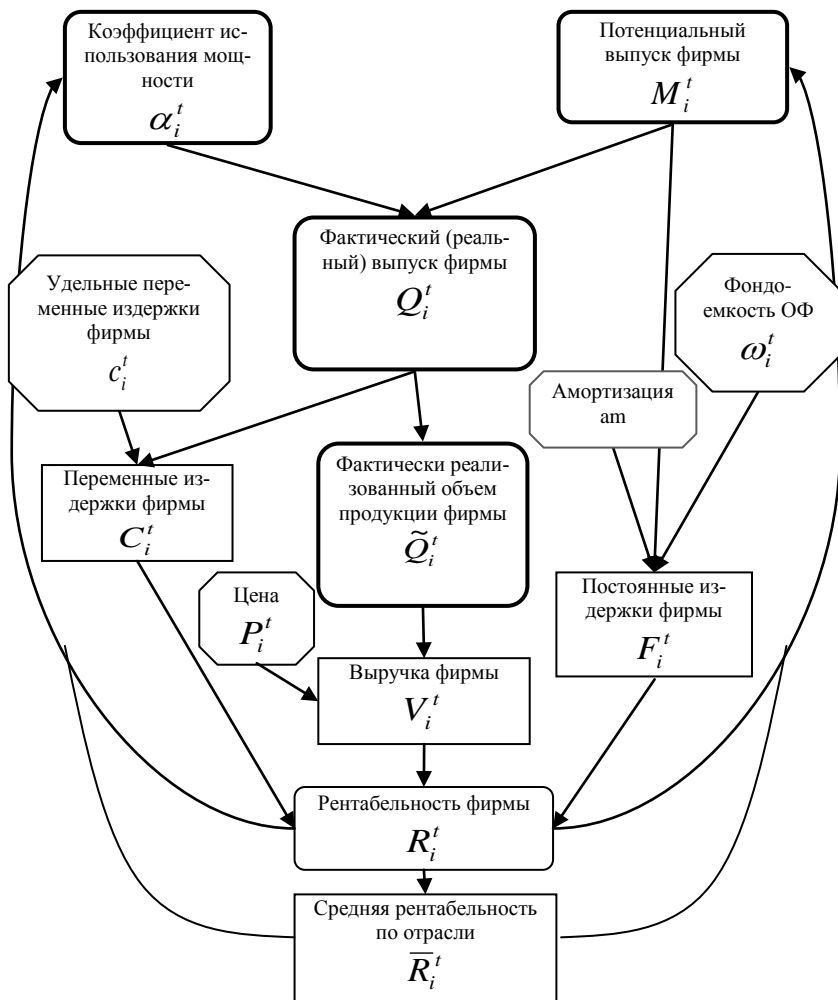 Коэффициент ис-
пользования мощ-
ности
α_i^t
Потенциальный
выпуск фирмы
M_i^t
Фактический (реаль-
ный) выпуск фирмы
Q_i^t
Удельные пере-
менные издержки
фирмы
c_i^t
Фондо-
емкость ОФ
ω_i^t
Амортизация
am
Переменные из-
держки фирмы
C_i^t
Фактически реали-
зованный объем
продукции фирмы
Q̃_i^t
Постоянные из-
держки фирмы
F_i^t
Цена
P_i^t
Выручка фирмы
V_i^t
Рентабельность фирмы
R_i^t
Средняя рентабельность
по отрасли
R̅_i^t